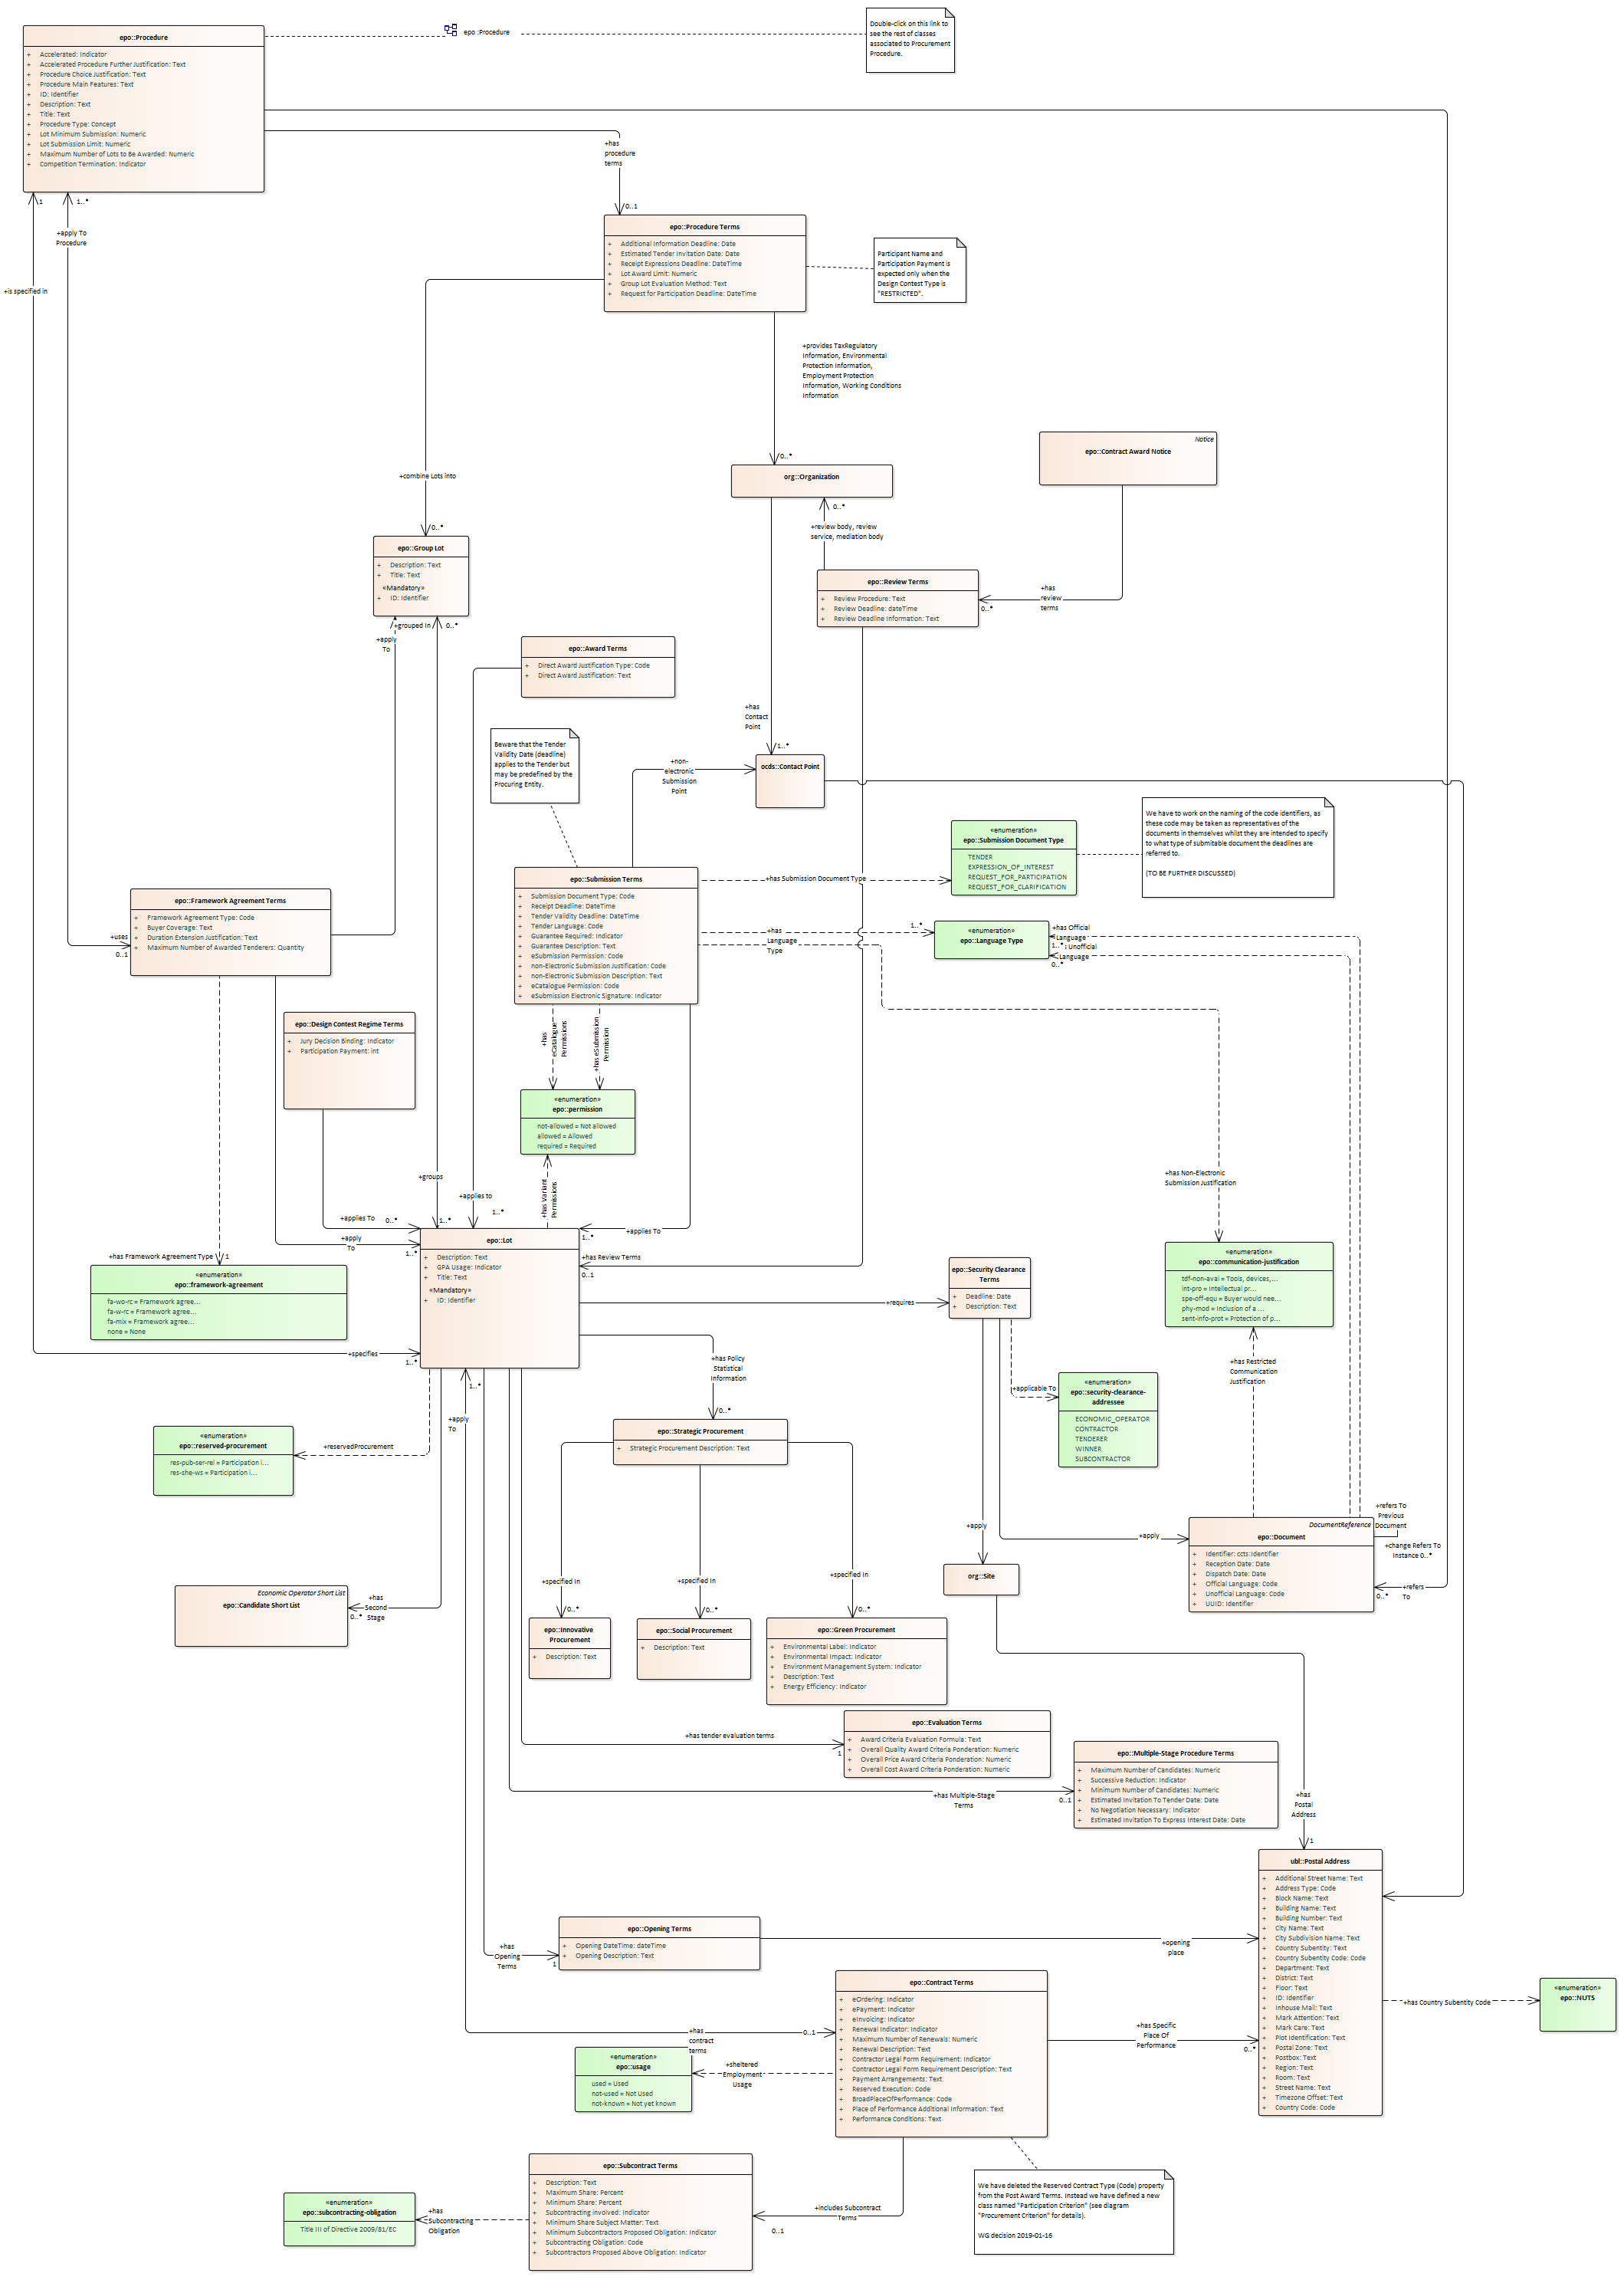 epo::Procedure
+ Accelerated: Indicator
+ Accelerated Procedure Further Justification: Text
+ Procedure Choice Justification: Text
+ Procedure Main Features: Text
+ ID: Identifier
+ Description: Text
+ Title: Text
+ Procedure Type: Concept
+ Lot Minimum Submission: Numeric
+ Lot Submission Limit: Numeric
+ Maximum Number of Lots to Be Awarded: Numeric
+ Competition Termination: Indicator
epo :Procedure
Double-click on this link to
see the rest of classes
associated to Procurement
Procedure.
+has
procedure
terms
0..1
1
1..*
+apply To
Procedure
+is specified in
epo::Procedure Terms
+ Additional Information Deadline: Date
+ Estimated Tender Invitation Date: Date
+ Receipt Expressions Deadline: DateTime
+ Lot Award Limit: Numeric
+ Group Lot Evaluation Method: Text
+ Request for Participation Deadline: DateTime
Participant Name and
Participation Payment is
expected only when the
Design Contest Type is
"RESTRICTED".
+provides TaxRegulatory
Information, Environmental
Protection Information,
Employment Protection
Information, Working Conditions
Information
0..*
+combine Lots into
0..*
org::Organization
Notice
epo::Contract Award Notice
0..*
+review body, review
service, mediation body
epo::Group Lot
+ Description: Text
+ Title: Text
«Mandatory»
+ ID: Identifier
epo::Review Terms
+ Review Procedure: Text
+ Review Deadline: dateTime
+ Review Deadline Information: Text
+has
review
terms
0..*
+grouped In
0..*
+apply
To
epo::Award Terms
+ Direct Award Justification Type: Code
+ Direct Award Justification: Text
+has
Contact
Point
1..*
Beware that the Tender
Validity Date (deadline)
applies to the Tender but
may be predefined by the
Procuring Entity.
+non-
electronic
Submission
Point
ocds::Contact Point
«enumeration»
epo::Submission Document Type
TENDER
EXPRESSION_OF_INTEREST
REQUEST_FOR_PARTICIPATION
REQUEST_FOR_CLARIFICATION
We have to work on the naming of the code identifiers, as
these code may be taken as representatives of the
documents in themselves whilst they are intended to specify
to what type of submitable document the deadlines are
referred to.
(TO BE FURTHER DISCUSSED)
epo::Submission Terms
+ Submission Document Type: Code
+ Receipt Deadline: DateTime
+ Tender Validity Deadline: DateTime
+ Tender Language: Code
+ Guarantee Required: Indicator
+ Guarantee Description: Text
+ eSubmission Permission: Code
+ non-Electronic Submission Justification: Code
+ non-Electronic Submission Description: Text
+ eCatalogue Permission: Code
+ eSubmission Electronic Signature: Indicator
+has Submission Document Type
+has
Language
Type
1..*
«enumeration»
epo::Language Type
+has Official
Language
1..*
Unofficial
Language
0..*
epo::Framework Agreement Terms
+ Framework Agreement Type: Code
+ Buyer Coverage: Text
+ Duration Extension Justification: Text
+ Maximum Number of Awarded Tenderers: Quantity
+uses
0..1
epo::Design Contest Regime Terms
+ Jury Decision Binding: Indicator
+ Participation Payment: int
+has
eCatalogue
Permissions
+has eSubmission
Permission
«enumeration»
epo::permission
not-allowed = Not allowed
allowed = Allowed
required = Required
+has Variant
Permissions
+groups
1..*
+applies to
1..*
+applies To
0..*
+apply
To
1..*
+applies To
1..*
+has Non-Electronic
Submission Justification
+has Framework Agreement Type
1
«enumeration»
epo::framework-agreement
fa-wo-rc = Framework agree...
fa-w-rc = Framework agree...
fa-mix = Framework agree...
none = None
epo::Lot
+ Description: Text
+ GPA Usage: Indicator
+ Title: Text
«Mandatory»
+ ID: Identifier
+has Review Terms
0..1
+requires
epo::Security Clearance
Terms
+ Deadline: Date
+ Description: Text
«enumeration»
epo::communication-justification
tdf-non-avai = Tools, devices,...
int-pro = Intellectual pr...
spe-off-equ = Buyer would nee...
phy-mod = Inclusion of a ...
sent-info-prot = Protection of p...
+specifies
1..*
1..*
+apply
To
+has Policy
Statistical
Information
0..*
+applicable To
«enumeration»
epo::security-clearance-
addressee
ECONOMIC_OPERATOR
CONTRACTOR
TENDERER
WINNER
SUBCONTRACTOR
+has Restricted
Communication
Justification
«enumeration»
epo::reserved-procurement
res-pub-ser-rel = Participation i...
res-she-ws = Participation i...
+reservedProcurement
epo::Strategic Procurement
+ Strategic Procurement Description: Text
+refers To
Previous
Document
+change Refers To
Instance 0..*
+apply
+apply
DocumentReference
epo::Document
+ Identifier: ccts:Identifier
+ Reception Date: Date
+ Dispatch Date: Date
+ Official Language: Code
+ Unofficial Language: Code
+ UUID: Identifier
+refers
To
0..*
org::Site
Economic Operator Short List
epo::Candidate Short List
+has
Second
Stage
0..*
+specified In
0..*
+specified In
0..*
+specified In
0..*
epo::Innovative
Procurement
+ Description: Text
epo::Social Procurement
+ Description: Text
epo::Green Procurement
+ Environmental Label: Indicator
+ Environmental Impact: Indicator
+ Environment Management System: Indicator
+ Description: Text
+ Energy Efficiency: Indicator
+has tender evaluation terms
1
epo::Evaluation Terms
+ Award Criteria Evaluation Formula: Text
+ Overall Quality Award Criteria Ponderation: Numeric
+ Overall Price Award Criteria Ponderation: Numeric
+ Overall Cost Award Criteria Ponderation: Numeric
+has Multiple-Stage
Terms
0..1
epo::Multiple-Stage Procedure Terms
+ Maximum Number of Candidates: Numeric
+ Successive Reduction: Indicator
+ Minimum Number of Candidates: Numeric
+ Estimated Invitation To Tender Date: Date
+ No Negotiation Necessary: Indicator
+ Estimated Invitation To Express Interest Date: Date
+has
Postal
Address
1
ubl::Postal Address
+ Additional Street Name: Text
+ Address Type: Code
+ Block Name: Text
+ Building Name: Text
+ Building Number: Text
+ City Name: Text
+ City Subdivision Name: Text
+ Country Subentity: Text
+ Country Subentity Code: Code
+ Department: Text
+ District: Text
+ Floor: Text
+ ID: Identifier
+ Inhouse Mail: Text
+ Mark Attention: Text
+ Mark Care: Text
+ Plot Identification: Text
+ Postal Zone: Text
+ Postbox: Text
+ Region: Text
+ Room: Text
+ Street Name: Text
+ Timezone Offset: Text
+ Country Code: Code
epo::Opening Terms
+ Opening DateTime: dateTime
+ Opening Description: Text
+has
Opening
Terms
1
+opening
place
+has Country Subentity Code
«enumeration»
epo::NUTS
epo::Contract Terms
+ eOrdering: Indicator
+ ePayment: Indicator
+ eInvoicing: Indicator
+ Renewal Indicator: Indicator
+ Maximum Number of Renewals: Numeric
+ Renewal Description: Text
+ Contractor Legal Form Requirement: Indicator
+ Contractor Legal Form Requirement Description: Text
+ Payment Arrangements: Text
+ Reserved Execution: Code
+ BroadPlaceOfPerformance: Code
+ Place of Performance Additional Information: Text
+ Performance Conditions: Text
+has
contract
terms
0..1
+has Specific
Place Of
Performance
0..*
«enumeration»
epo::usage
used = Used
not-used = Not Used
not-known = Not yet known
+sheltered
Employment
Usage
epo::Subcontract Terms
+ Description: Text
+ Maximum Share: Percent
+ Minimum Share: Percent
+ Subcontracting Involved: Indicator
+ Minimum Share Subject Matter: Text
+ Minimum Subcontractors Proposed Obligation: Indicator
+ Subcontracting Obligation: Code
+ Subcontractors Proposed Above Obligation: Indicator
+includes Subcontract
Terms
0..1
«enumeration»
epo::subcontracting-obligation
Title III of Directive 2009/81/EC
+has
Subcontracting
Obligation
We have deleted the Reserved Contract Type (Code) property
from the Post Award Terms. Instead we have defined a new
class named "Participation Criterion" (see diagram
"Procurement Criterion" for details).
WG decision 2019-01-16